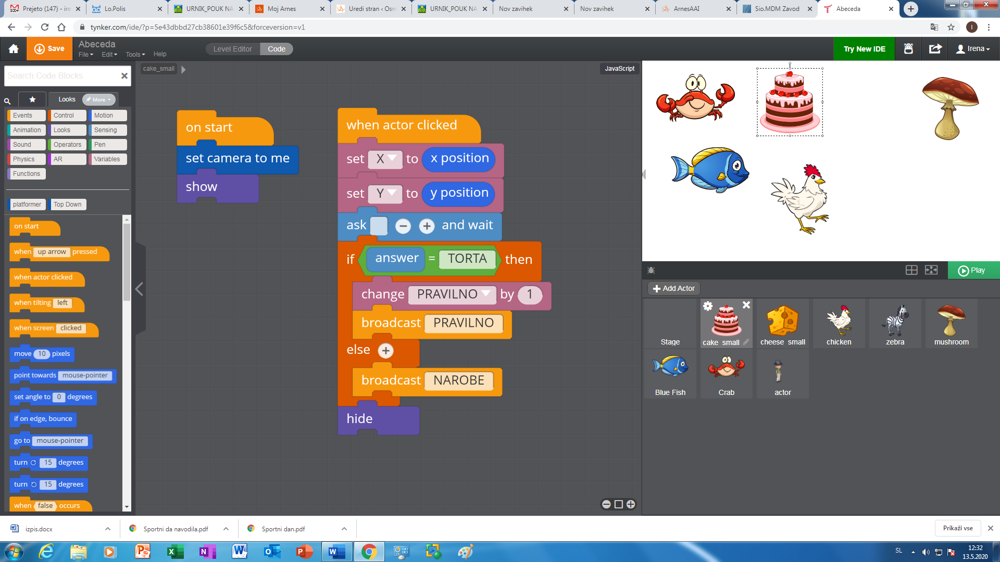 Prejeto (147) - ire
Lo.Polis
URNIK_POUK NA
Moj Arnes
Uredi stran ‹ Osn
URNIK_POUK NA
Nov zavihek
Nov zavihek
ArnesAAI
Sio.MDM Zavod
Abeceda
tynker.com/ide/?p=5e43dbbd27cb38601e39f6c5&forceversion=v1
I
Save
Abeceda
File
Edit
Tools
Help
Level Editor
Code
Try New IDE
Irena
Search Code Blocks
Looks
More
Events
Control
Motion
Animation
Looks
Sensing
Sound
Operators
Pen
Physics
AR
Variables
Functions
platformer
Top Down
on start
when up arrow pressed
when actor clicked
when tilting left
when screen clicked
move 10 pixels
point towards mouse-pointer
set angle to 0 degrees
if on edge, bounce
go to mouse-pointer
turn 15 degrees
turn 15 degrees
when false occurs
cake_small
JavaScript
on start
set camera to me
show
when actor clicked
set X to x position
set Y to y position
ask − + and wait
if answer = TORTA then
change PRAVILNO by 1
broadcast PRAVILNO
else +
broadcast NAROBE
hide
Play
Add Actor
Stage
cake small
cheese small
chicken
zebra
mushroom
Blue Fish
Crab
actor
izpis.docx
Sportni da navodila.pdf
Sportni dan.pdf
Prikaži vse
SL
12:32
13.5.2020